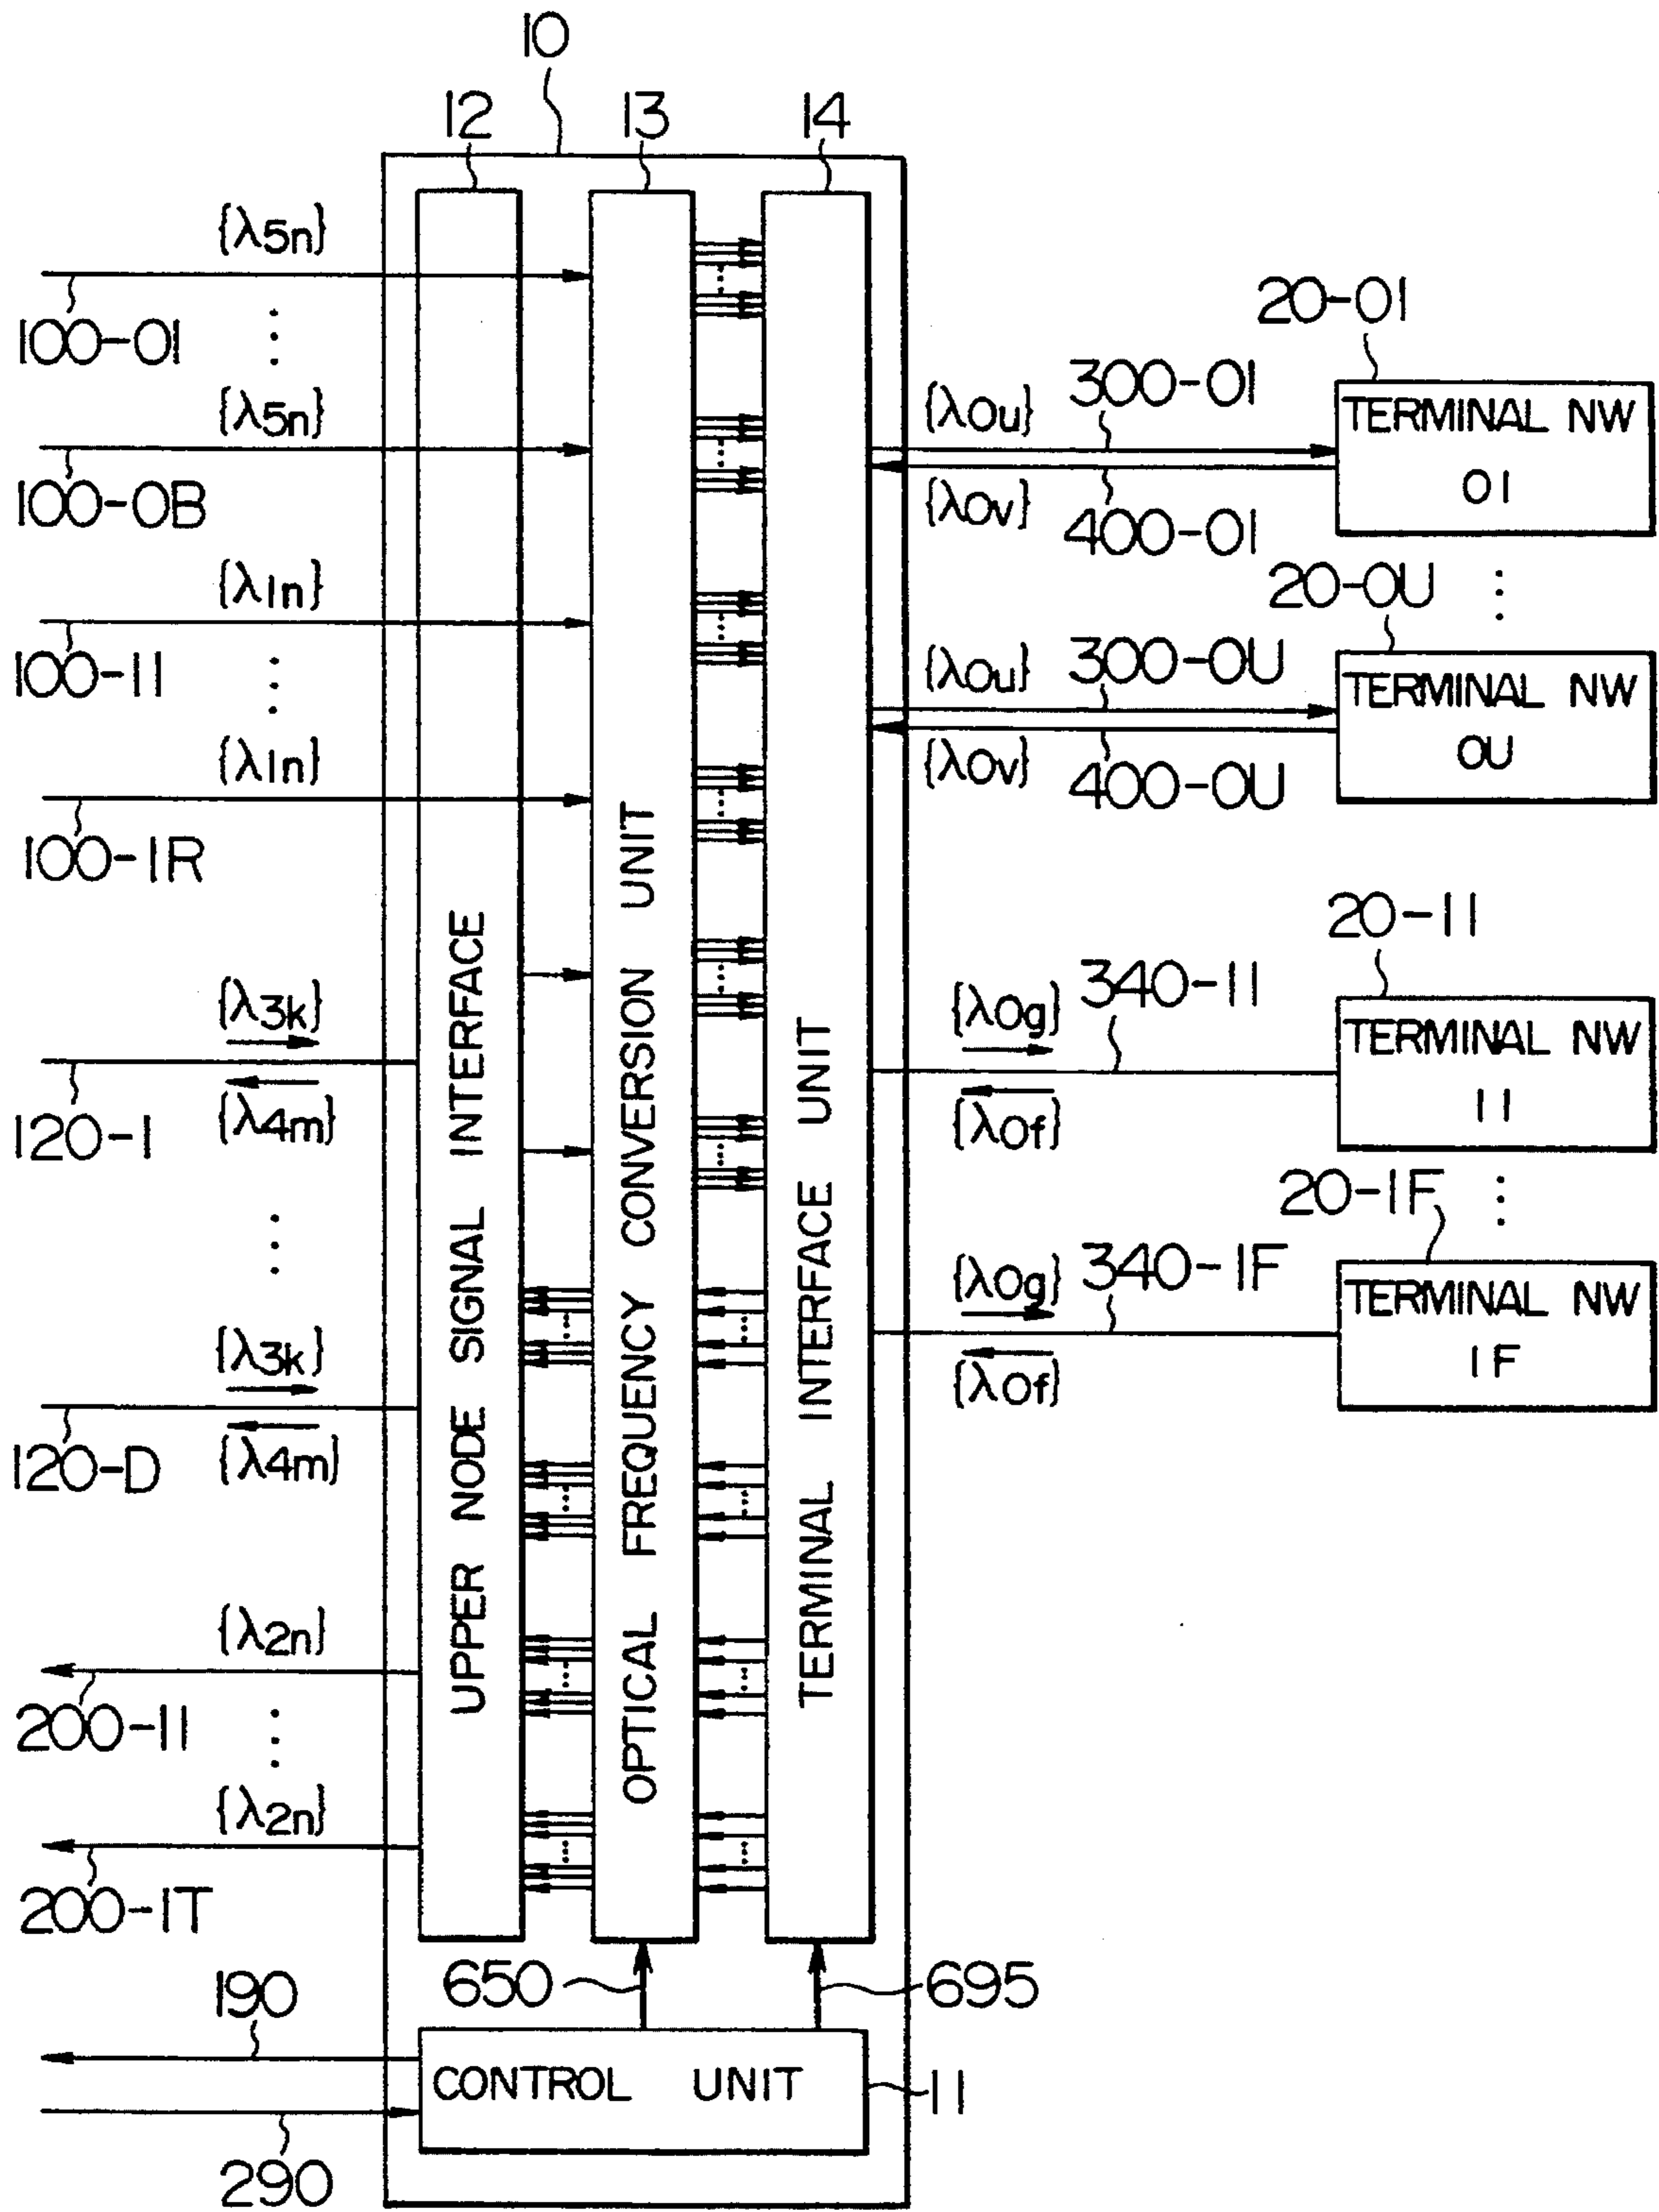 10
12
13
14
{λ5n}
100-01
{λ5n}
100-0B
{λ1n}
100-11
{λ1n}
100-1R
{λ3k}
{λ4m}
120-1
{λ3k}
{λ4m}
120-D
{λ2n}
200-11
{λ2n}
200-1T
190
290
UPPER NODE SIGNAL INTERFACE
OPTICAL FREQUENCY CONVERSION UNIT
TERMINAL INTERFACE UNIT
650
695
CONTROL UNIT
11
20-01
{λ0u}
300-01
TERMINAL NW
01
{λ0v}
400-01
20-0U
{λ0u}
300-0U
TERMINAL NW
0U
{λ0v}
400-0U
20-11
{λ0g}
340-11
TERMINAL NW
11
{λ0f}
20-1F
{λ0g}
340-1F
TERMINAL NW
1F
{λ0f}